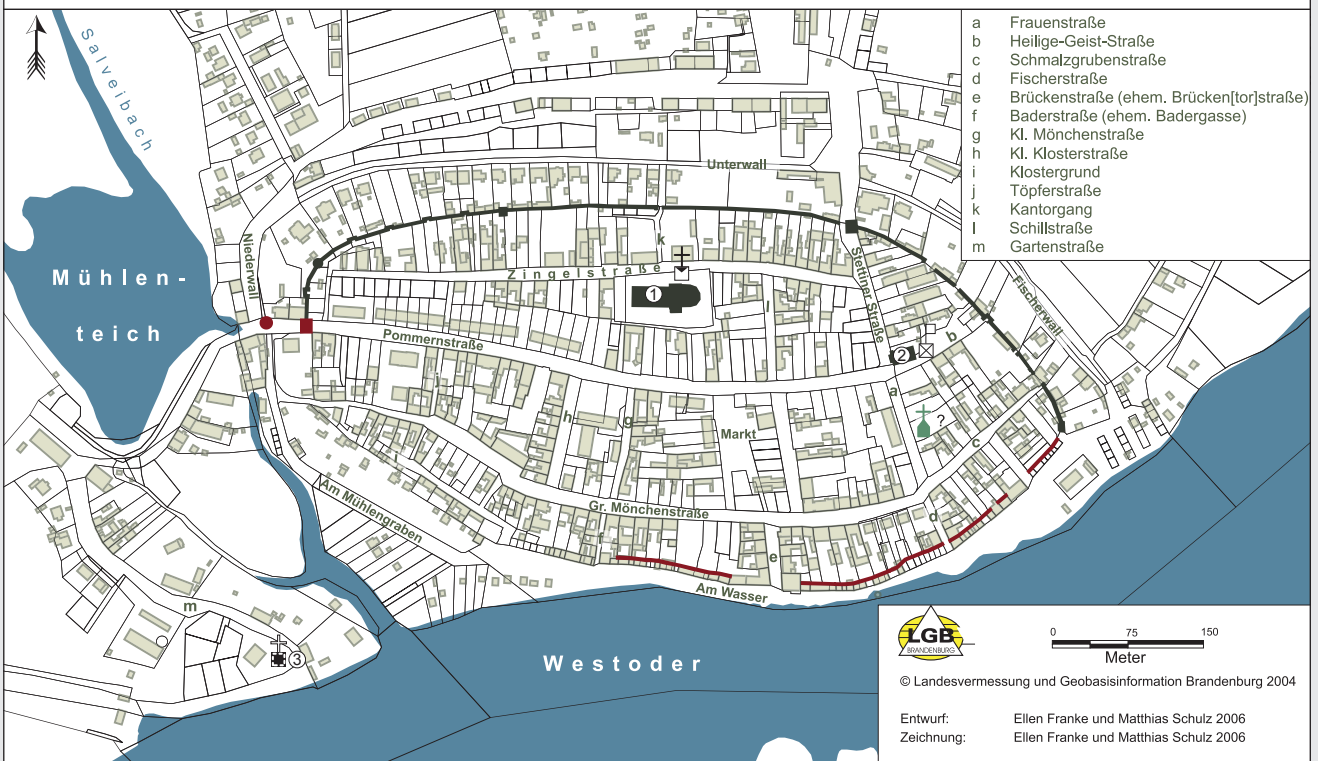 a Frauenstraße
b Heilige-Geist-Straße
c Schmalzgrubenstraße
d Fischerstraße
e Brückenstraße (ehem. Brücken[tor]straße)
f Baderstraße (ehem. Badergasse)
g Kl. Mönchenstraße
h Kl. Klosterstraße
i Klostergrund
j Töpferstraße
k Kantorgang
l Schillstraße
m Gartenstraße
Salveibach
Unterwall
Niederwall
k
Zingelstraße
Stettiner Straße
Fischerwall
Mühlen-
teich
1
l
Pommernstraße
2
b
j
a
?
h
g
Markt
c
i
Am Mühlengraben
Gr. Mönchenstraße
d
f
e
Am Wasser
m
3
Westoder
LGB
BRANDENBURG
0 75 150
Meter
© Landesvermessung und Geobasisinformation Brandenburg 2004
Entwurf: Ellen Franke und Matthias Schulz 2006
Zeichnung: Ellen Franke und Matthias Schulz 2006